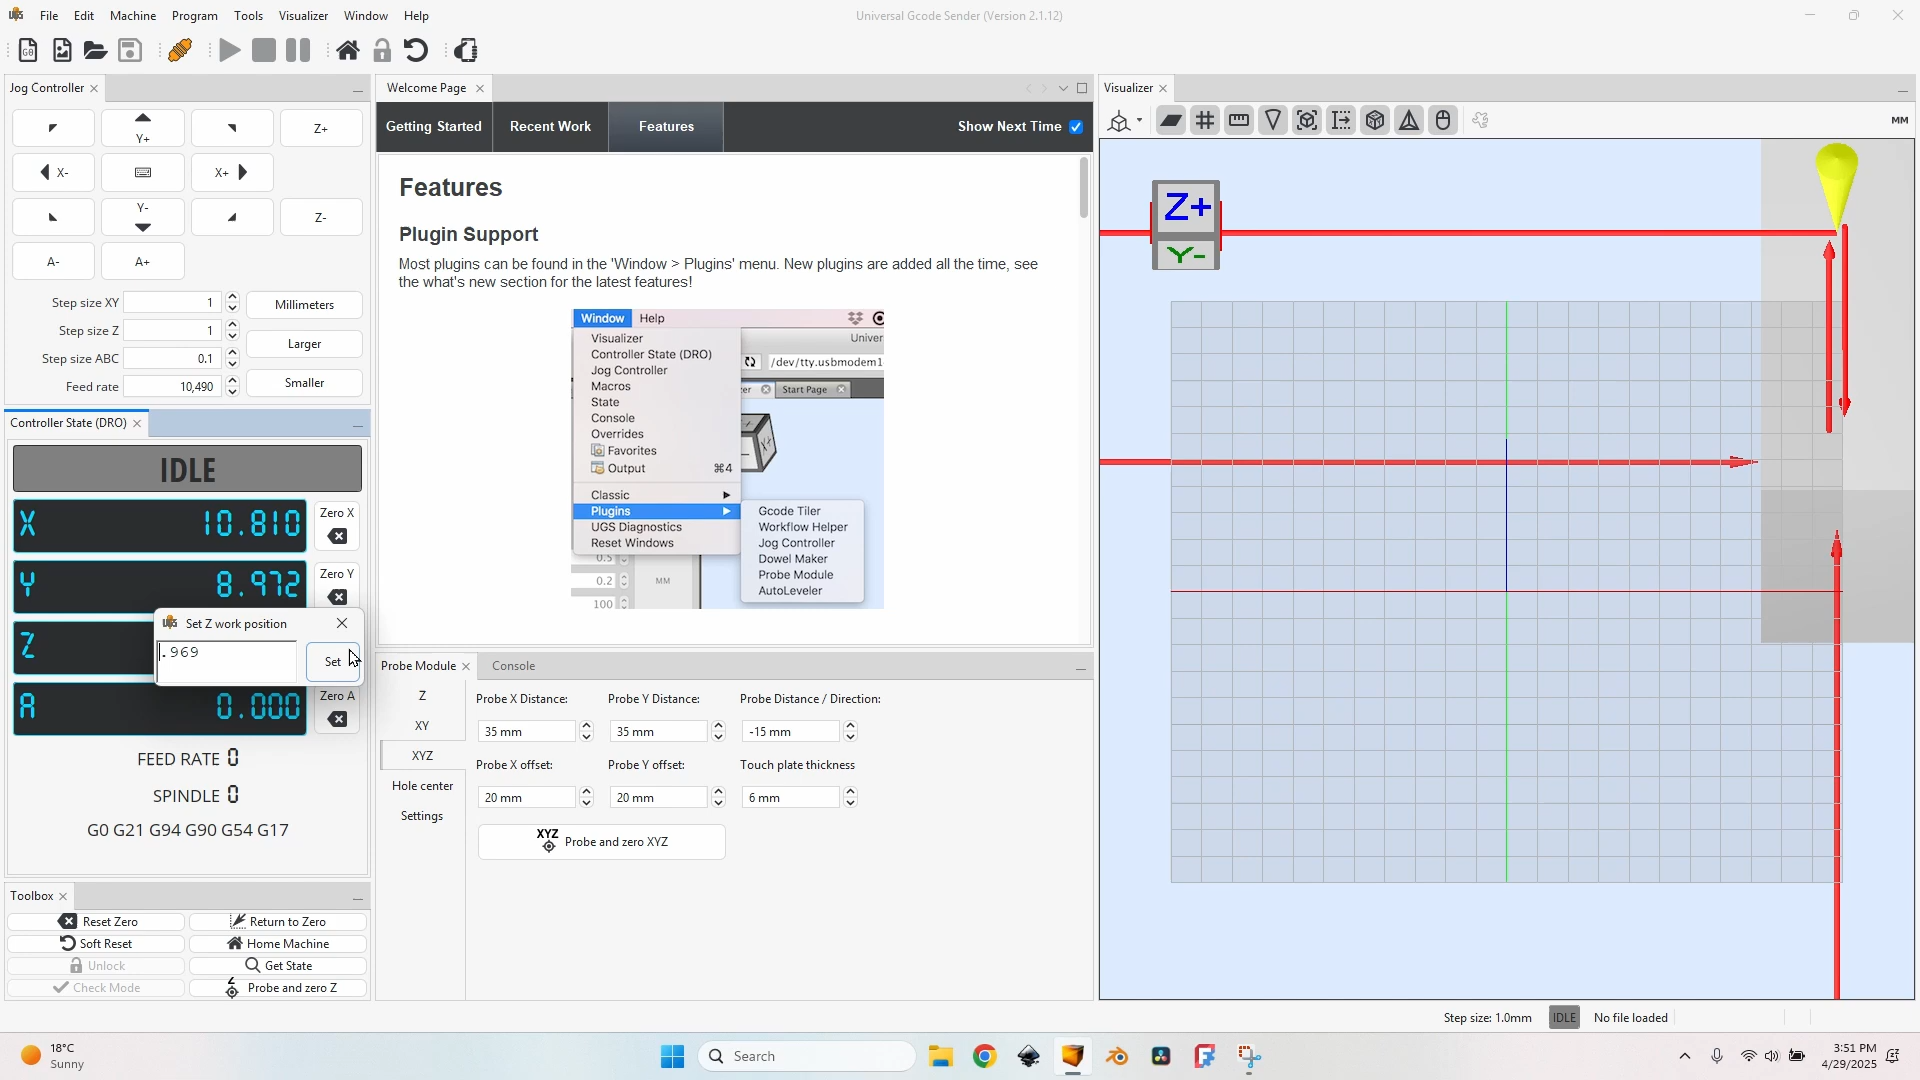 File Edit Machine Program Tools Visualizer Window Help
Universal Gcode Sender (Version 2.1.12)
Jog Controller
Y+
Z+
X-
X+
Y-
Z-
A-
A+
Step size XY 1 Millimeters
Step size Z 1
Larger
Step size ABC 0.1
Feed rate 10,490 Smaller
Controller State (DRO)
IDLE
X 10.810 Zero X
Y 8.972 Zero Y
Z
Set Z work position
.969 Set
A 0.000 Zero A
FEED RATE 0
SPINDLE 0
G0 G21 G94 G90 G54 G17
Toolbox
Reset Zero Return to Zero
Soft Reset Home Machine
Unlock Get State
Check Mode Probe and zero Z
Welcome Page
Getting Started Recent Work Features Show Next Time
Features
Plugin Support
Most plugins can be found in the 'Window > Plugins' menu. New plugins are added all the time, see
the what's new section for the latest features!
Window Help
Visualizer
Controller State (DRO)
Jog Controller
Macros
State
Console
Overrides
Favorites
Output ⌘4
Classic
Plugins
UGS Diagnostics
Reset Windows
Univer
/dev/tty.usbmodem1
zer Start Page
Gcode Tiler
Workflow Helper
Jog Controller
Dowel Maker
Probe Module
AutoLeveler
0.5
0.2 MM
100
Probe Module Console
Z
XY
XYZ
Hole center
Settings
Probe X Distance: Probe Y Distance: Probe Distance / Direction:
35 mm 35 mm -15 mm
Probe X offset: Probe Y offset: Touch plate thickness
20 mm 20 mm 6 mm
XYZ Probe and zero XYZ
Visualizer
MM
Z+
Y-
Step size: 1.0mm IDLE No file loaded
18°C
Sunny
Search
3:51 PM
4/29/2025